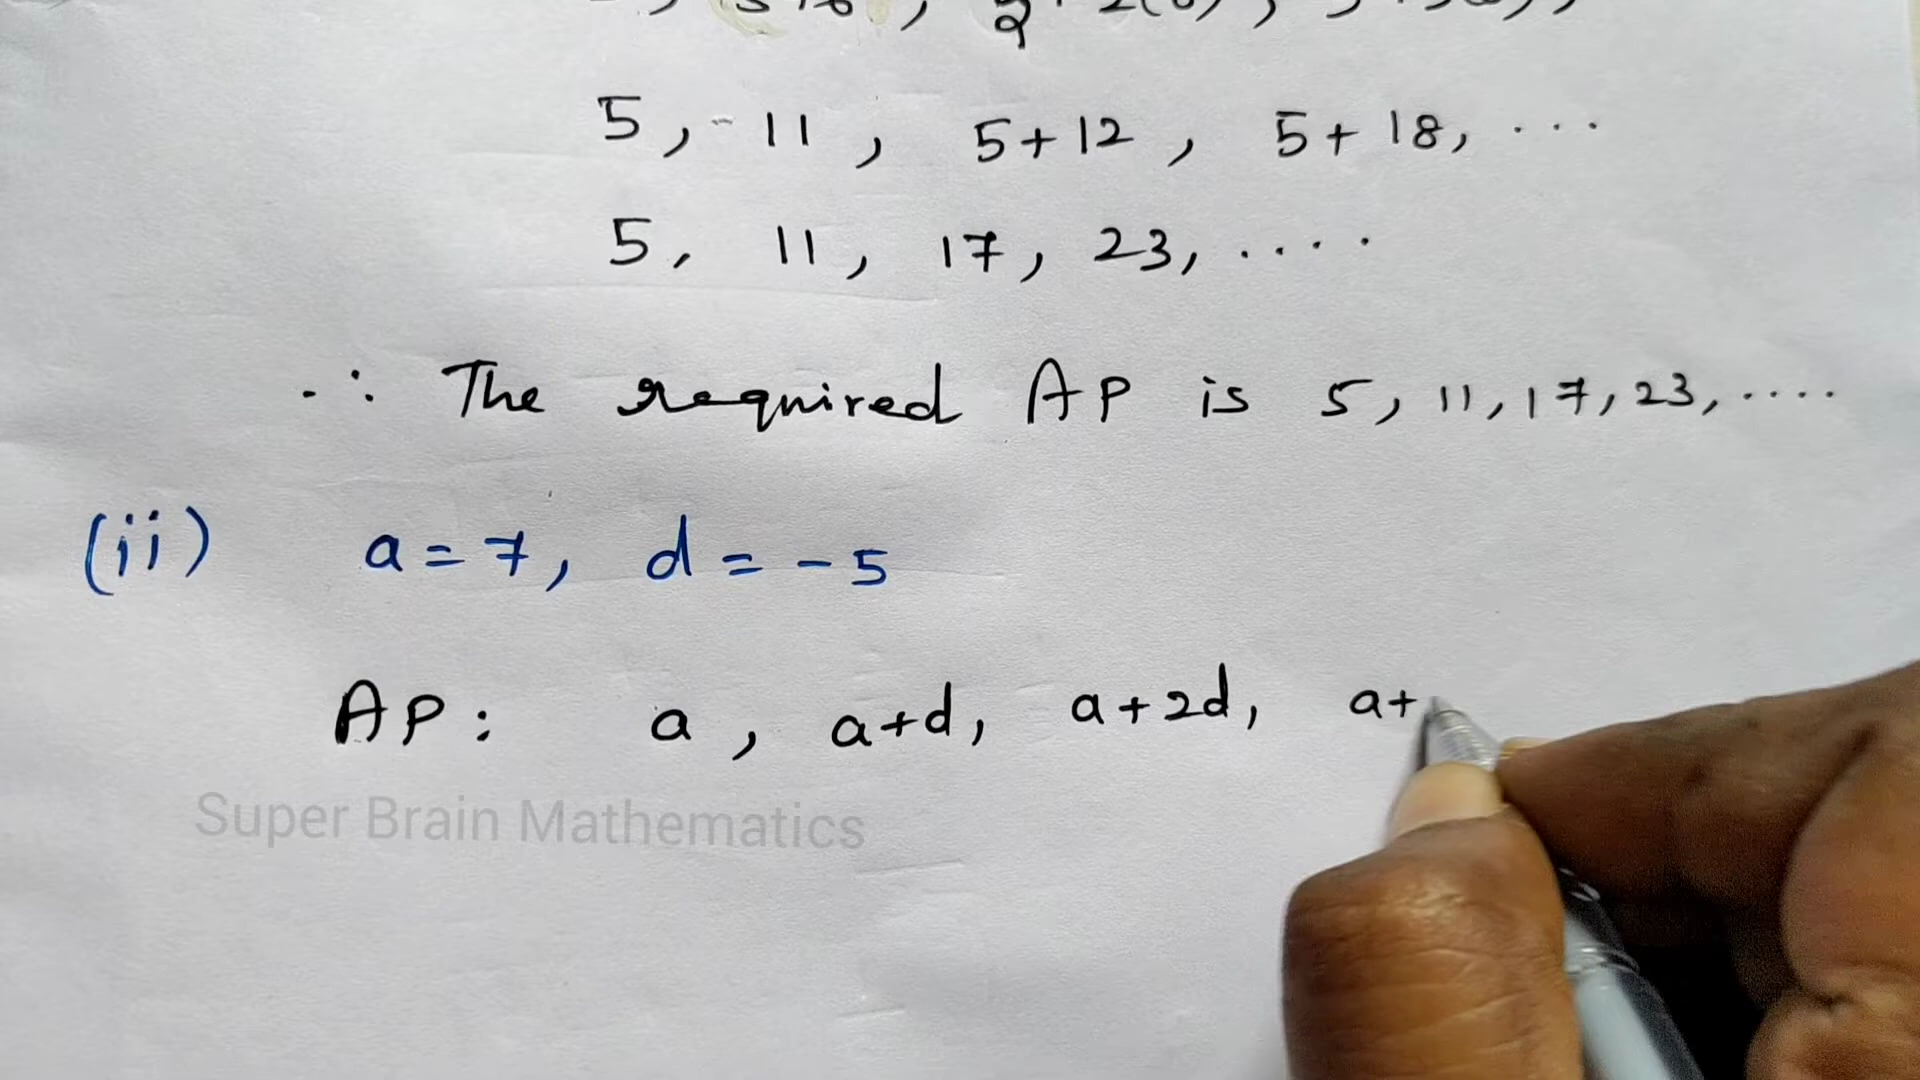 5, 11, 5+12, 5+18, ...
5, 11, 17, 23, ....
∴ The required AP is 5, 11, 17, 23, ....
(ii) a = 7, d = -5
AP: a, a+d, a+2d, a+
Super Brain Mathematics